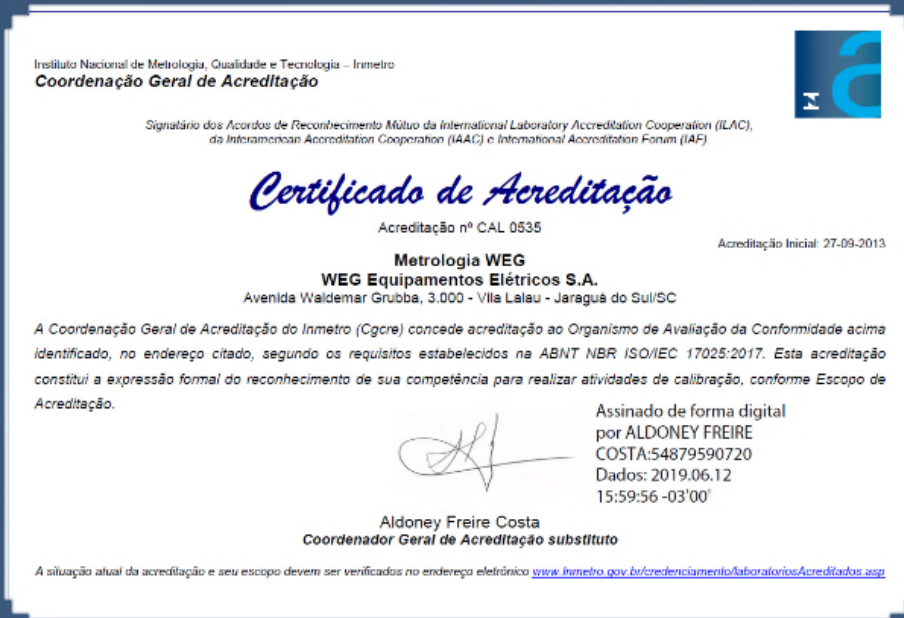 Instituto Nacional de Metrologia, Qualidade e Tecnologia – Inmetro
Coordenação Geral de Acreditação
Signatário dos Acordos de Reconhecimento Mútuo da International Laboratory Accreditation Cooperation (ILAC),
da Interamerican Accreditation Cooperation (IAAC) e International Accreditation Forum (IAF).
Certificado de Acreditação
Acreditação nº CAL 0535
Acreditação Inicial: 27-09-2013
Metrologia WEG
WEG Equipamentos Elétricos S.A.
Avenida Waldemar Grubba, 3.000 - Vila Lalau - Jaraguá do Sul/SC
A Coordenação Geral de Acreditação do Inmetro (Cgcre) concede acreditação ao Organismo de Avaliação da Conformidade acima
identificado, no endereço citado, segundo os requisitos estabelecidos na ABNT NBR ISO/IEC 17025:2017. Esta acreditação
constitui a expressão formal do reconhecimento de sua competência para realizar atividades de calibração, conforme Escopo de
Acreditação.
Assinado de forma digital
por ALDONEY FREIRE
COSTA:54879590720
Dados: 2019.06.12
15:59:56 -03'00'
Aldoney Freire Costa
Coordenador Geral de Acreditação substituto
A situação atual da acreditação e seu escopo devem ser verificados no endereço eletrônico www.inmetro.gov.br/credenciamento/laboratoriosAcreditados.asp